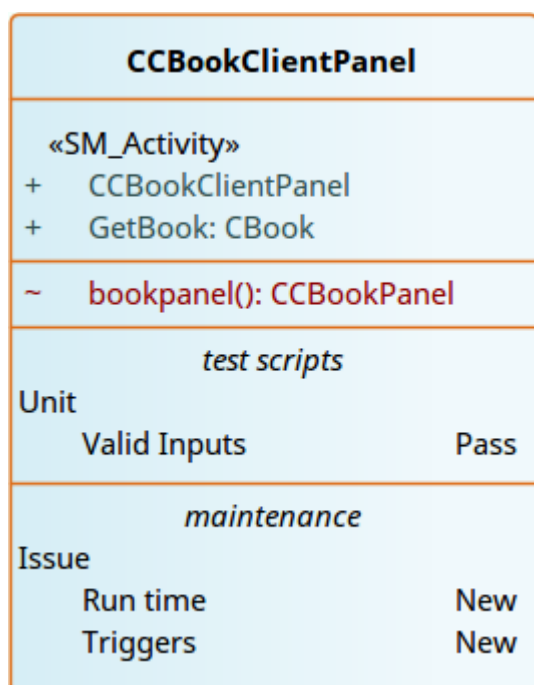 CCBookClientPanel
«SM_Activity»
+ CCBookClientPanel
+ GetBook: CBook
~ bookpanel(): CCBookPanel
test scripts
Unit
Valid Inputs Pass
maintenance
Issue
Run time New
Triggers New